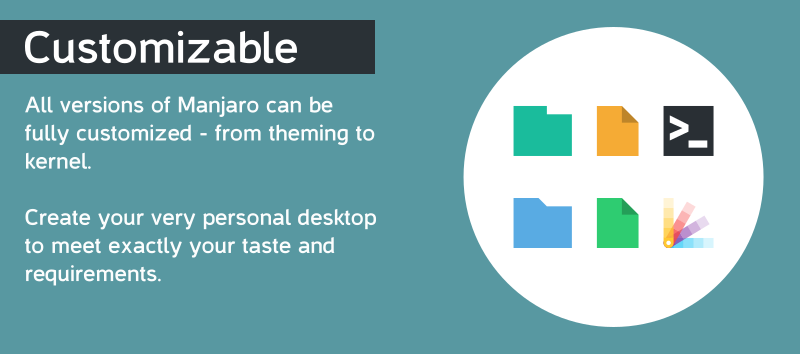 Customizable
All versions of Manjaro can be
fully customized - from theming to
kernel.
Create your very personal desktop
to meet exactly your taste and
requirements.